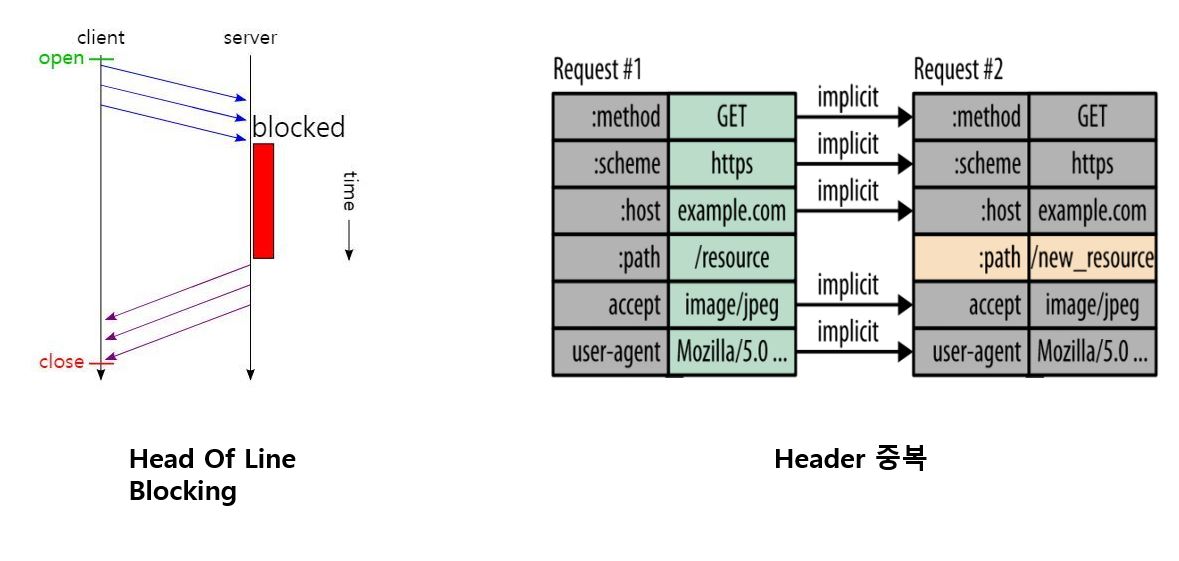 client
server
open
blocked
time
close
Head Of Line
Blocking
Request #1
Request #2
:method GET implicit :method GET
:scheme https implicit :scheme https
:host example.com implicit :host example.com
:path /resource :path /new_resource
accept image/jpeg implicit accept image/jpeg
user-agent Mozilla/5.0 ... implicit user-agent Mozilla/5.0 ...
Header 중복